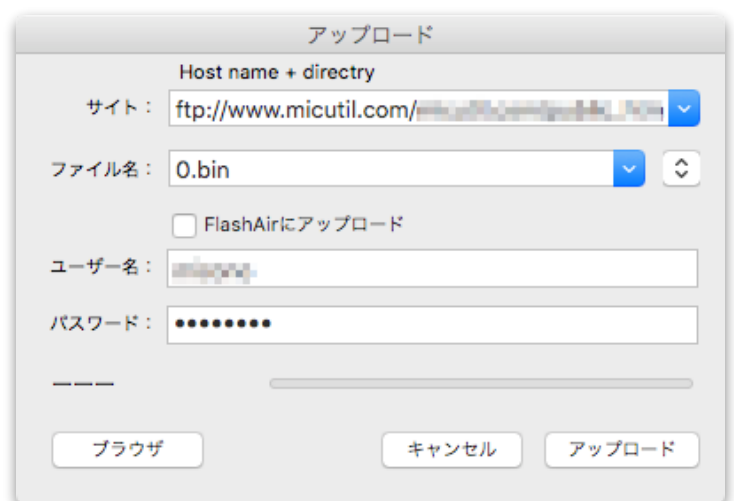 アップロード
Host name + directry
サイト： ftp://www.micutil.com/
ファイル名： 0.bin
FlashAirにアップロード
ユーザー名：
パスワード： ••••••••
———
ブラウザ キャンセル アップロード